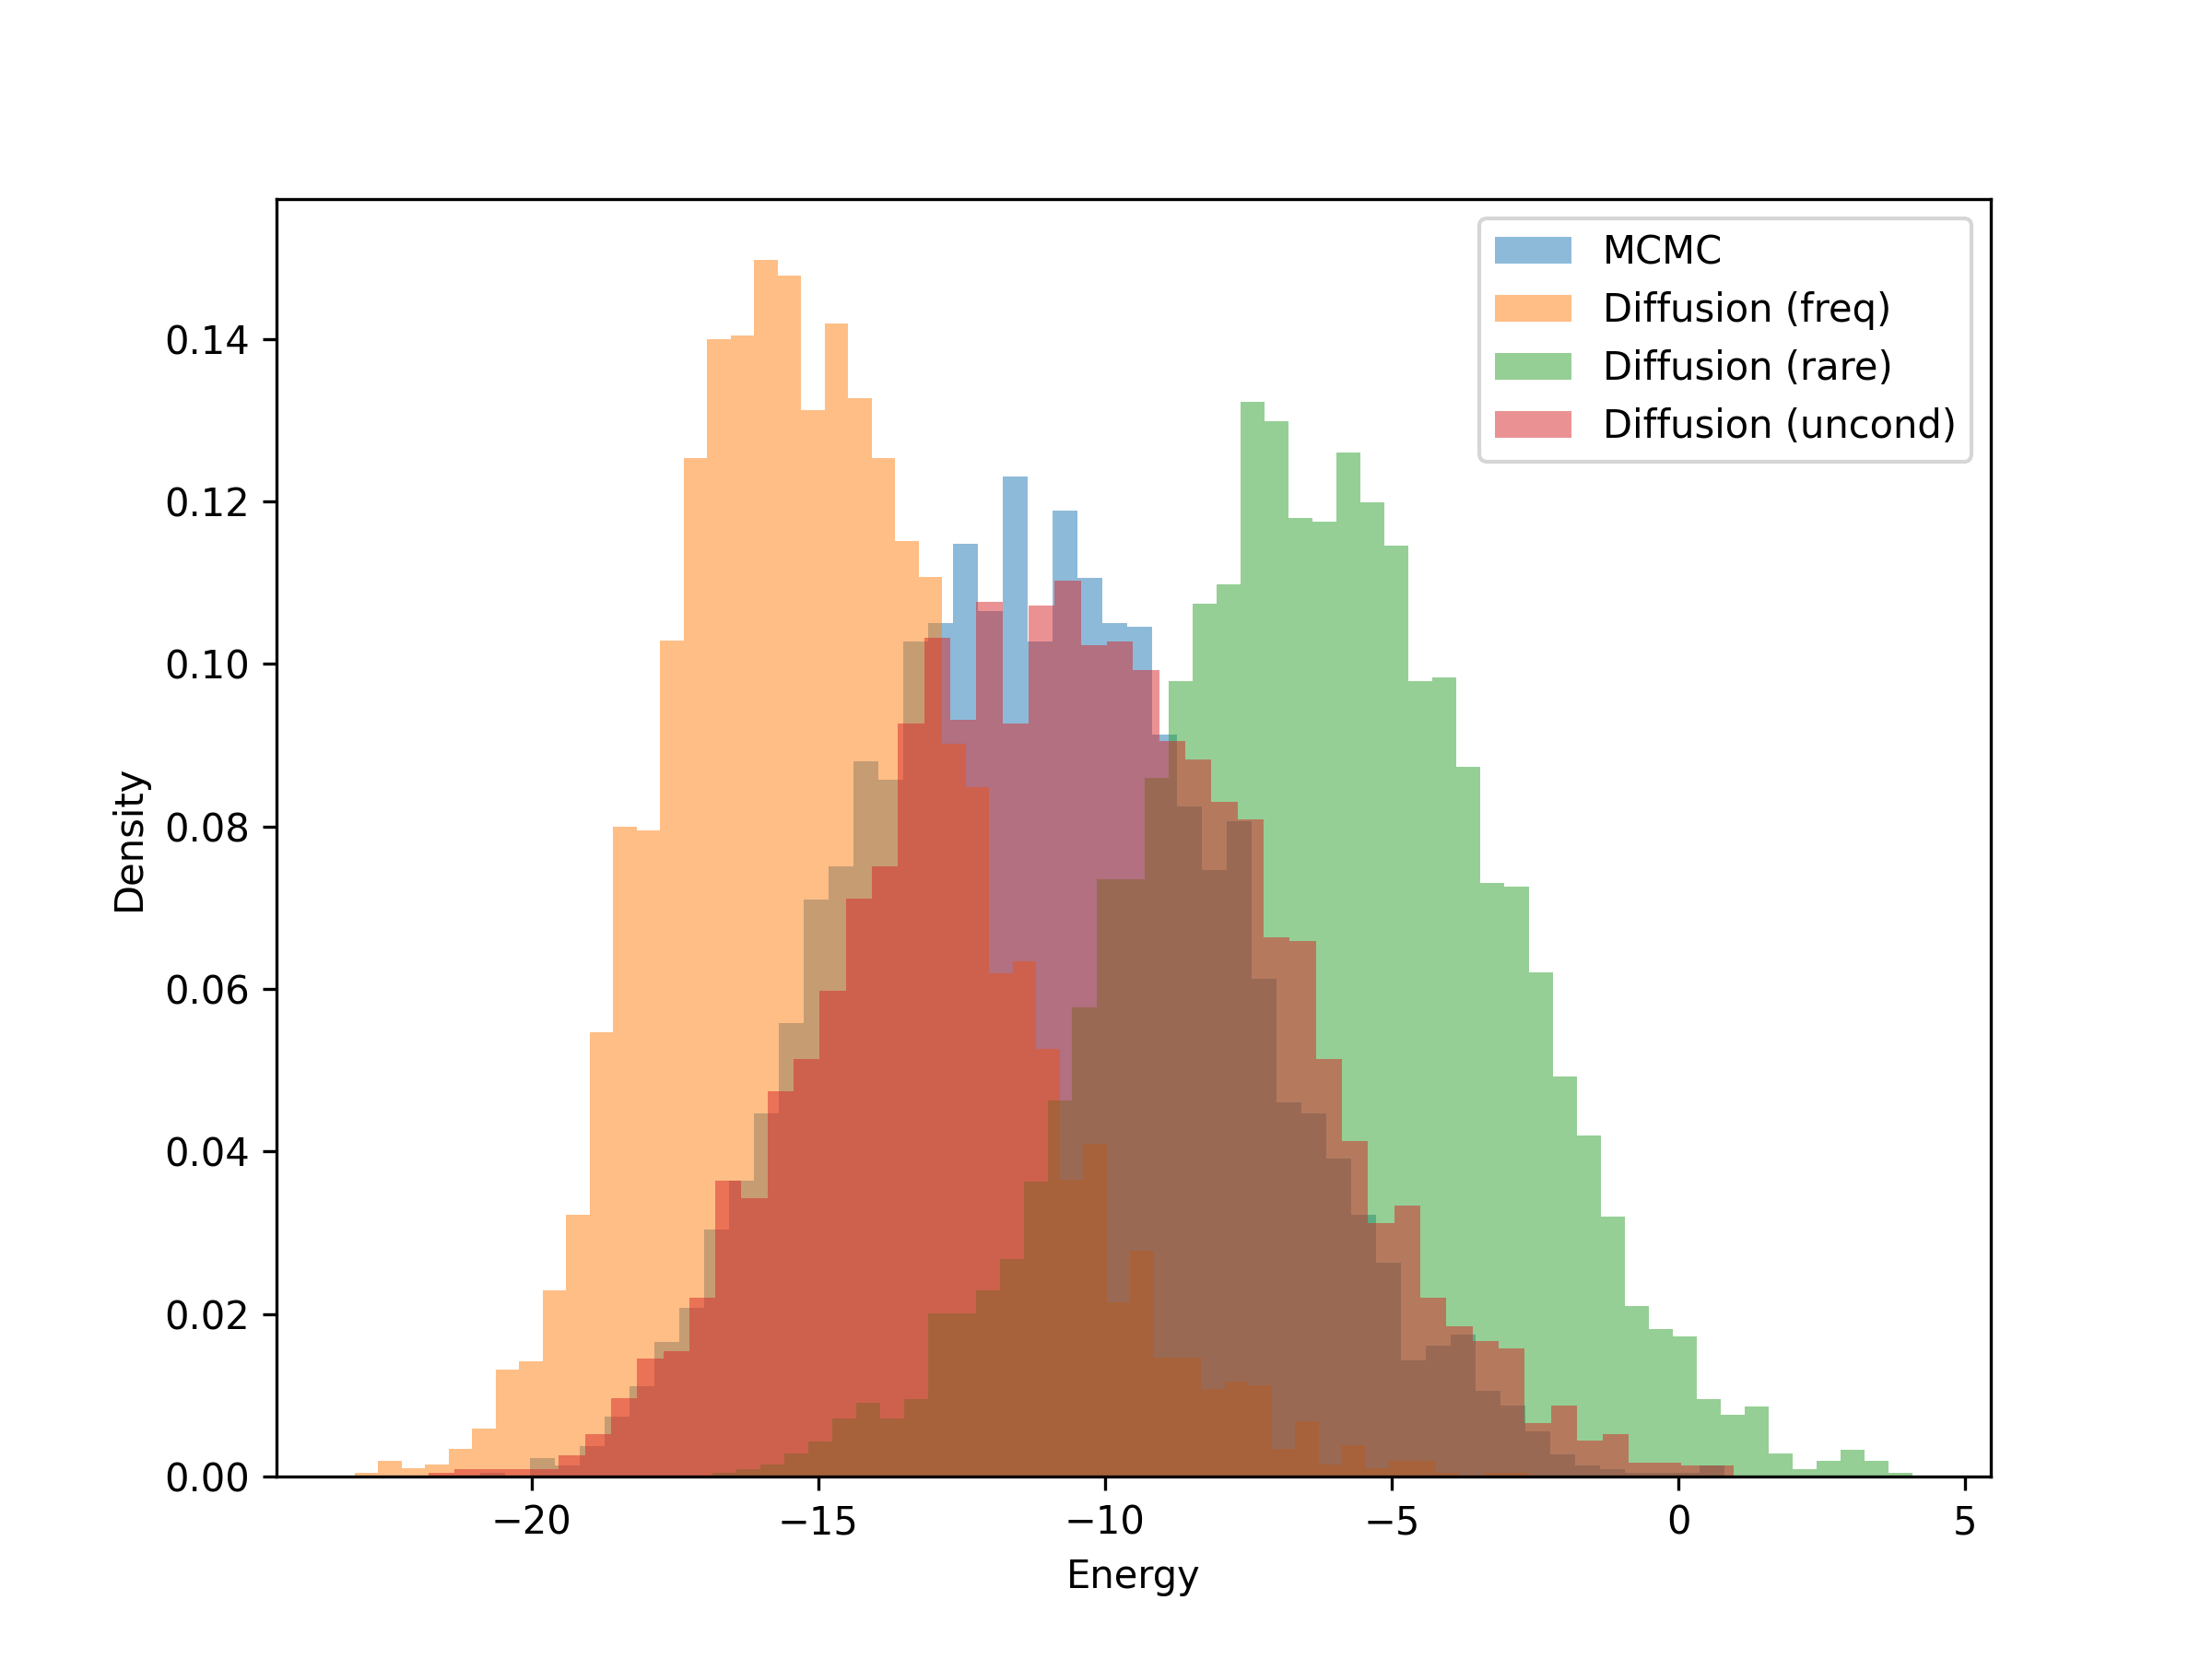 MCMC
Diffusion (freq)
Diffusion (rare)
Diffusion (uncond)
0.14
0.12
0.10
0.08
0.06
0.04
0.02
0.00
Density
−20 −15 −10 −5 0 5
Energy